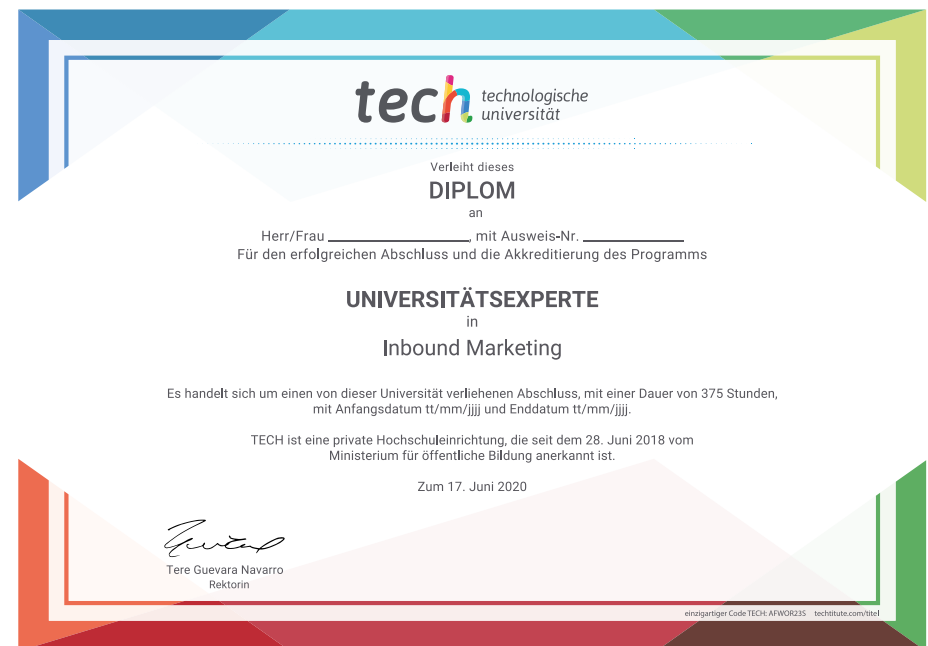 tech technologische
universität
Verleiht dieses
DIPLOM
an
Herr/Frau ____________________, mit Ausweis-Nr. ______________
Für den erfolgreichen Abschluss und die Akkreditierung des Programms
UNIVERSITÄTSEXPERTE
in
Inbound Marketing
Es handelt sich um einen von dieser Universität verliehenen Abschluss, mit einer Dauer von 375 Stunden,
mit Anfangsdatum tt/mm/jjjj und Enddatum tt/mm/jjjj.
TECH ist eine private Hochschuleinrichtung, die seit dem 28. Juni 2018 vom
Ministerium für öffentliche Bildung anerkannt ist.
Zum 17. Juni 2020
Tere Guevara Navarro
Rektorin
einzigartiger Code TECH: AFWOR23S techtitute.com/titel